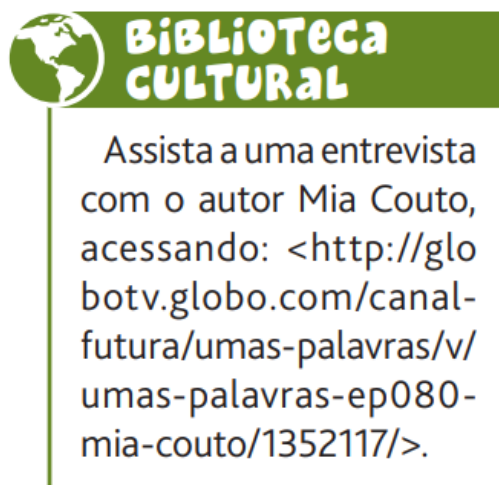 BiBLiOTeca
CULTURaL
Assista a uma entrevista
com o autor Mia Couto,
acessando: <http://glo
botv.globo.com/canal-
futura/umas-palavras/v/
umas-palavras-ep080-
mia-couto/1352117/>.